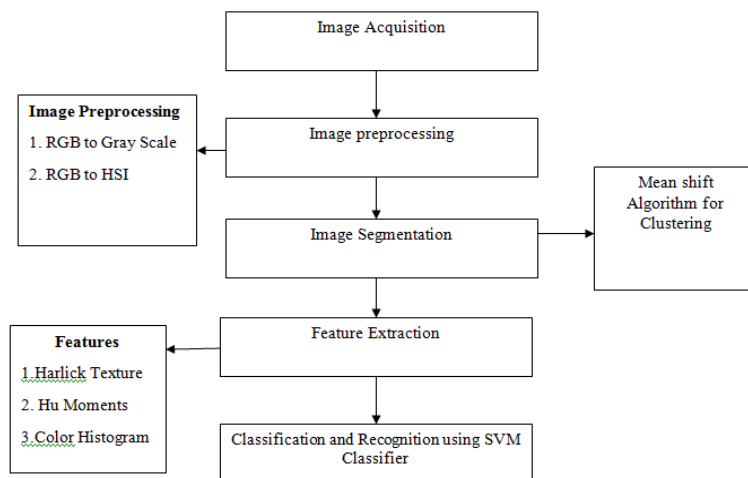 Image Acquisition
Image Preprocessing
1. RGB to Gray Scale
2. RGB to HSI
Image preprocessing
Mean shift
Algorithm for
Clustering
Image Segmentation
Features
1.Harlick Texture
2. Hu Moments
3.Color Histogram
Feature Extraction
Classification and Recognition using SVM
Classifier